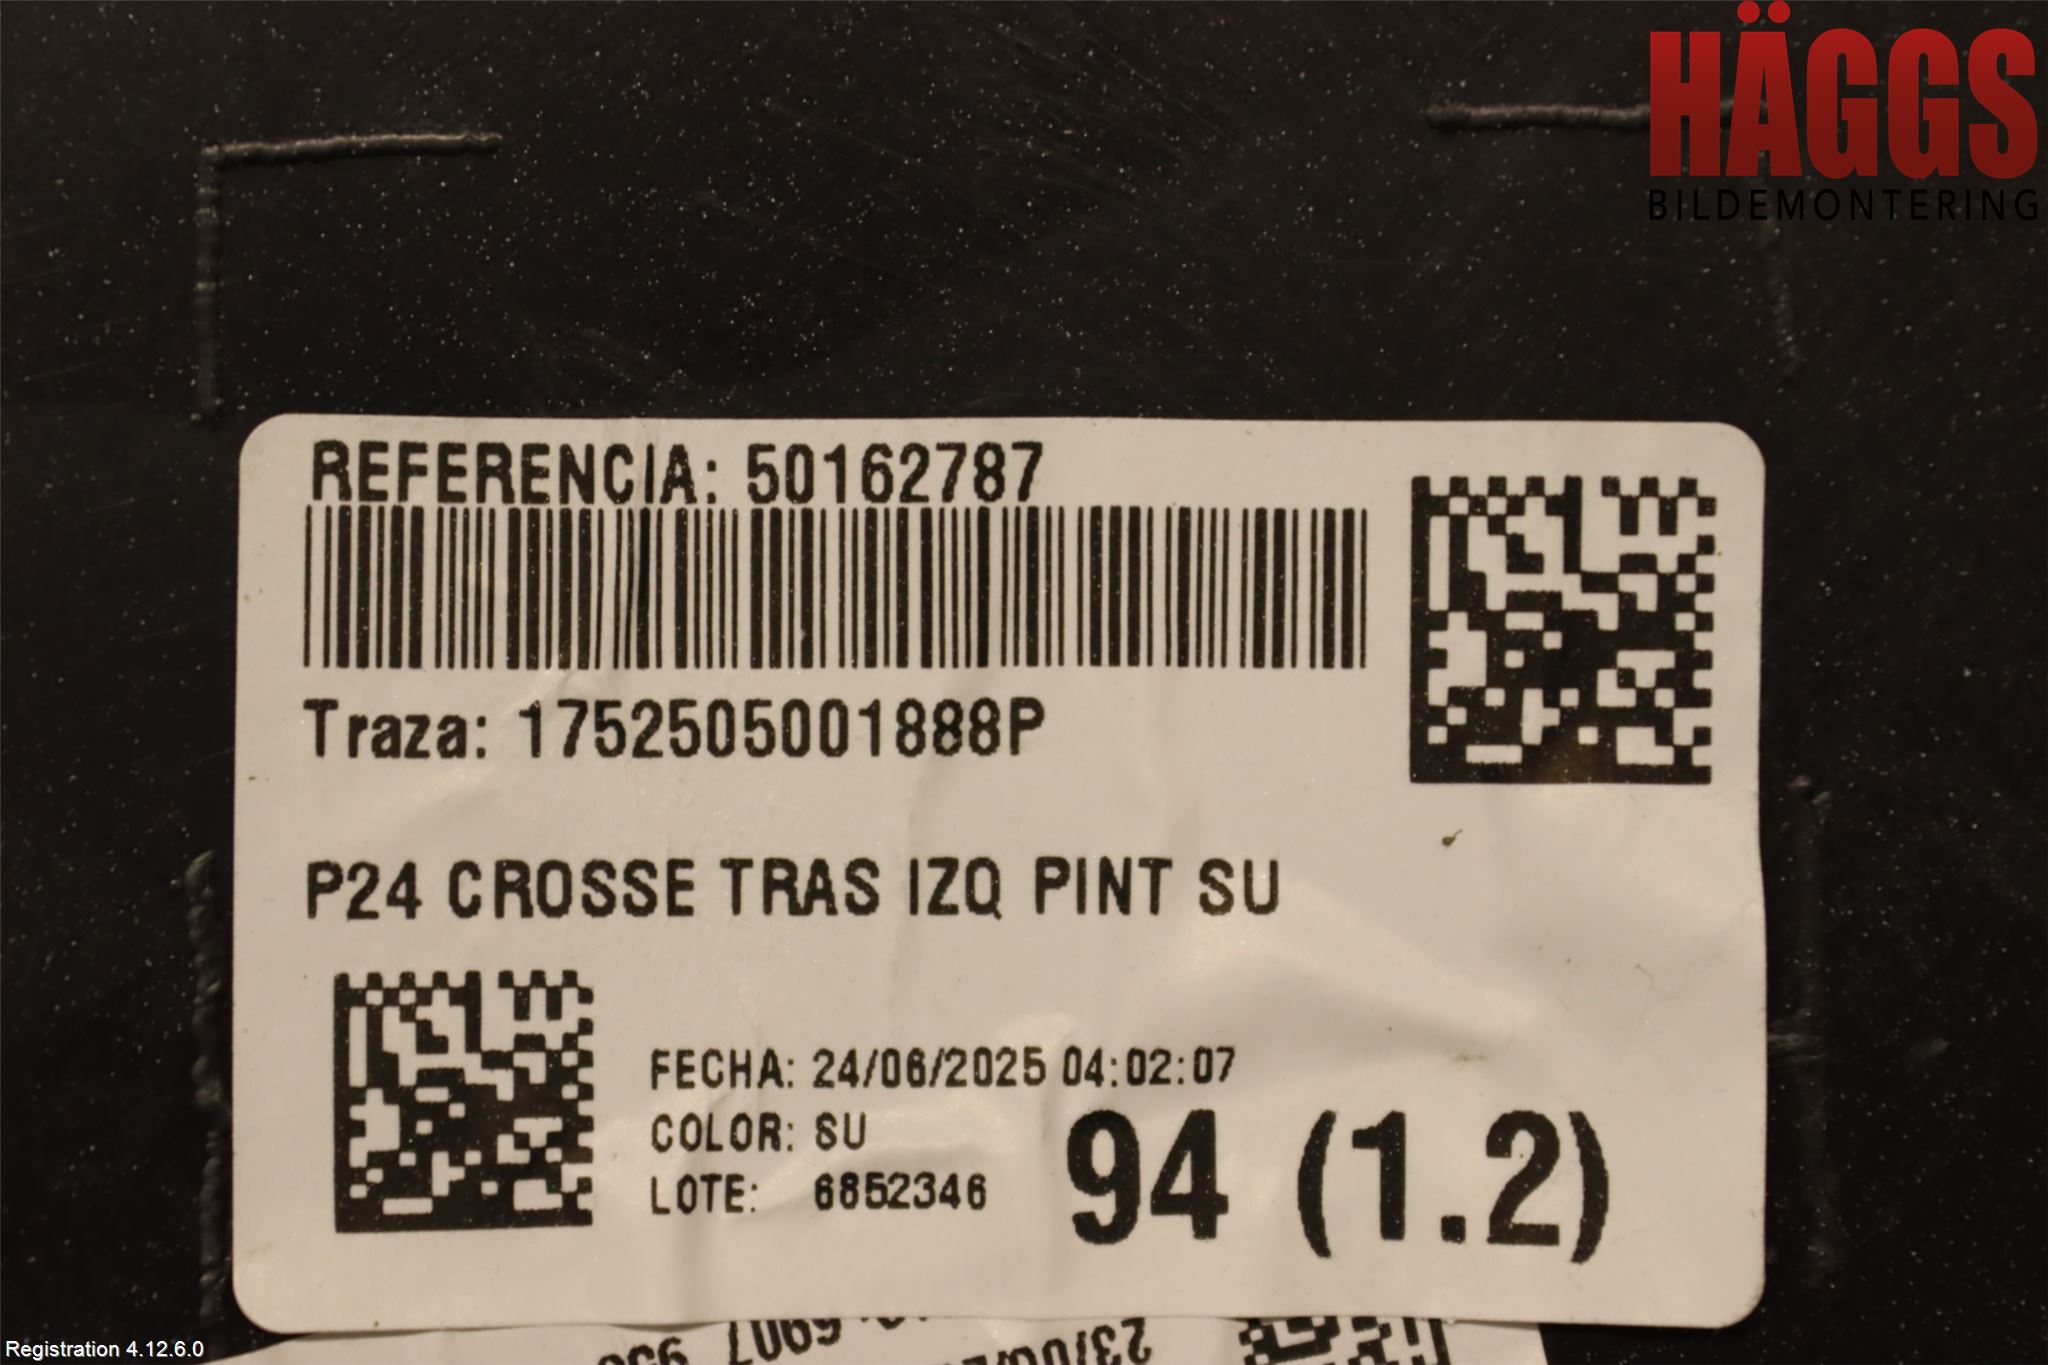 HÄGGS
BILDEMONTERING
REFERENCIA: 50162787
Traza: 1752505001888P
P24 CROSSE TRAS IZQ PINT SU
FECHA: 24/06/2025 04:02:07
COLOR: SU
LOTE: 6852346
94 (1.2)
Registration 4.12.6.0